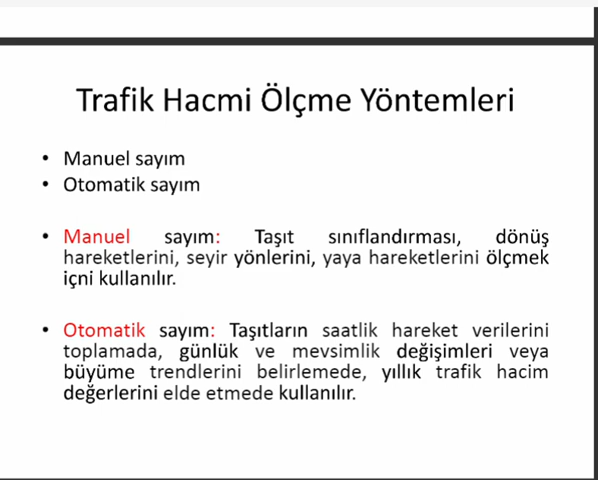 Trafik Hacmi Ölçme Yöntemleri
• Manuel sayım
• Otomatik sayım
• Manuel sayım: Taşıt sınıflandırması, dönüş
hareketlerini, seyir yönlerini, yaya hareketlerini ölçmek
içni kullanılır.
• Otomatik sayım: Taşıtların saatlik hareket verilerini
toplamada, günlük ve mevsimlik değişimleri veya
büyüme trendlerini belirlemede, yıllık trafik hacim
değerlerini elde etmede kullanılır.